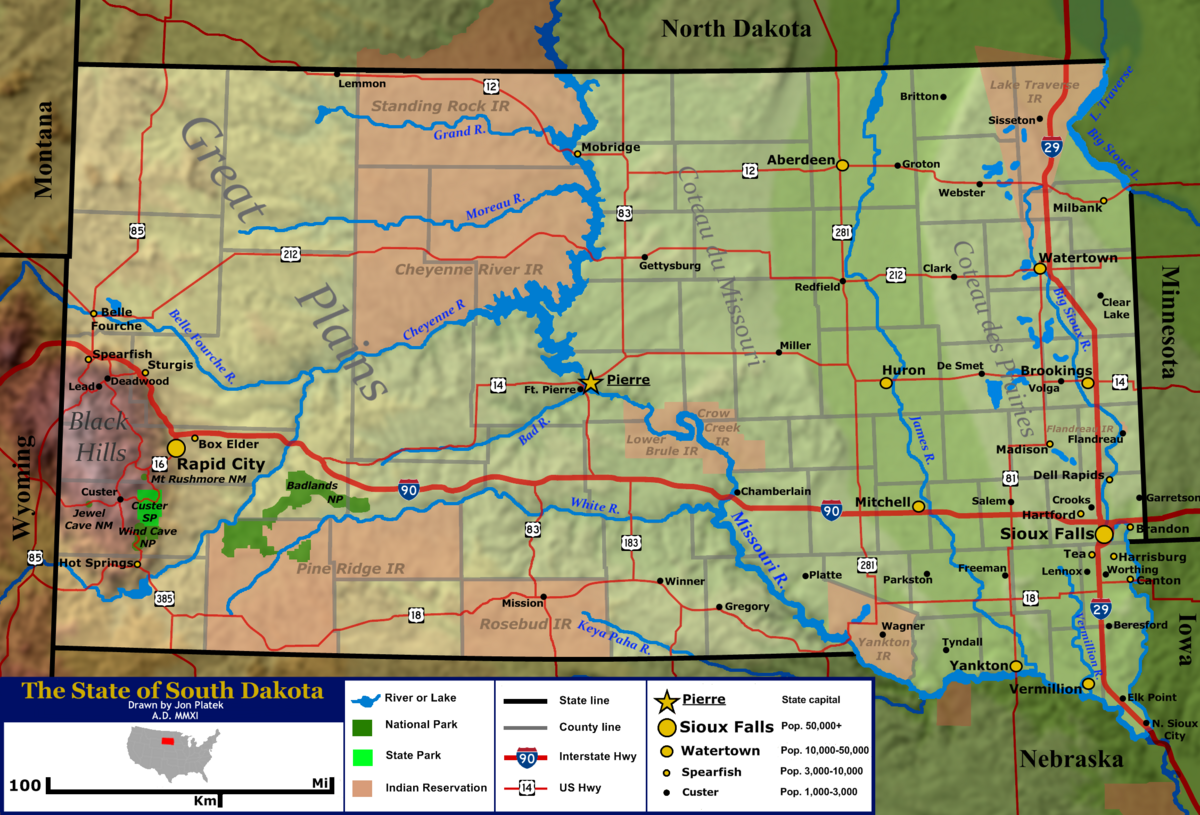 North Dakota
Montana
Wyoming
Minnesota
Iowa
Nebraska
Great
Plains
Black
Hills
Coteau du Missouri
Coteau des Prairies
Lemmon
12
Standing Rock IR
Grand R.
Mobridge
Moreau R.
85
212
83
Cheyenne River IR
Gettysburg
Cheyenne R
Britton
Lake Traverse
IR
Sisseton
L. Traverse
Big Stone L.
29
Aberdeen
Groton
12
Webster
Milbank
281
Watertown
212
Clark
Redfield
Clear
Lake
Big Sioux R.
Belle
Fourche
Belle Fourche R.
Spearfish
Sturgis
Deadwood
Lead
14
Ft. Pierre
Pierre
Miller
Huron
De Smet
Brookings
Volga
14
Bad R.
Crow
Creek
IR
Lower
Brule IR
James R.
Flandreau IR
Flandreau
Madison
Box Elder
Rapid City
16
Mt Rushmore NM
Custer
Custer
SP
Jewel
Cave NM
Wind Cave
NP
Badlands
NP
90
Chamberlain
90
Mitchell
81
Dell Rapids
Salem
Crooks
Hartford
Garretson
Sioux Falls
Brandon
White R.
Missouri R.
83
183
85
Hot Springs
385
Pine Ridge IR
18
Mission
Rosebud IR
Winner
Gregory
Keya Paha R.
281
Platte
Parkston
Freeman
Tea
Harrisburg
Lennox
Worthing
Canton
18
29
Beresford
Vermillion R.
Wagner
Yankton
IR
Tyndall
Yankton
Vermillion
Elk Point
N. Sioux
City
The State of South Dakota
Drawn by Jon Platek
A.D. MMXI
100
Mi
Km
River or Lake
National Park
State Park
Indian Reservation
State line
County line
90
Interstate Hwy
14
US Hwy
Pierre
State capital
Sioux Falls
Pop. 50,000+
Watertown
Pop. 10,000-50,000
Spearfish
Pop. 3,000-10,000
Custer
Pop. 1,000-3,000